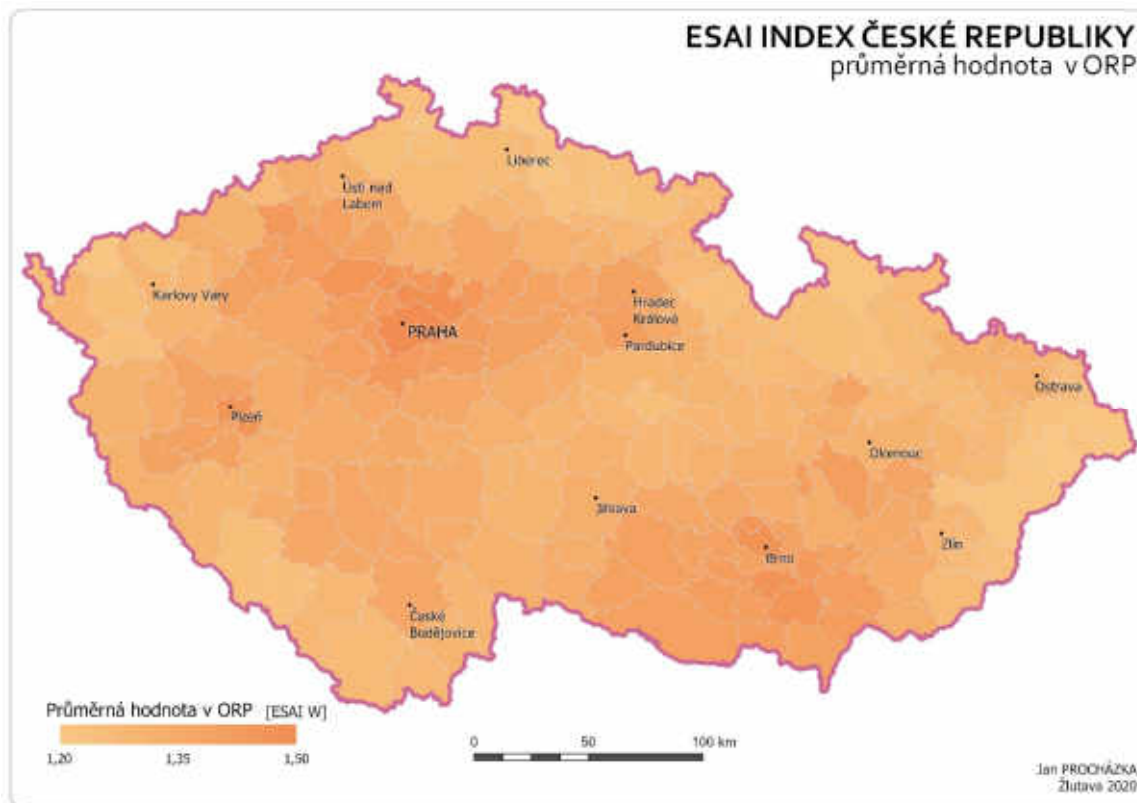 ESAI INDEX ČESKÉ REPUBLIKY
průměrná hodnota v ORP
Liberec
Ústí nad
Labem
Karlovy Vary
Hradec
Králové
PRAHA
Pardubice
Ostrava
Plzeň
Olomouc
Jihlava
Zlín
Brno
České
Budějovice
Průměrná hodnota v ORP [ESAI W]
1,20 1,35 1,50
0 50 100 km
Jan PROCHÁZKA
Žlutava 2020